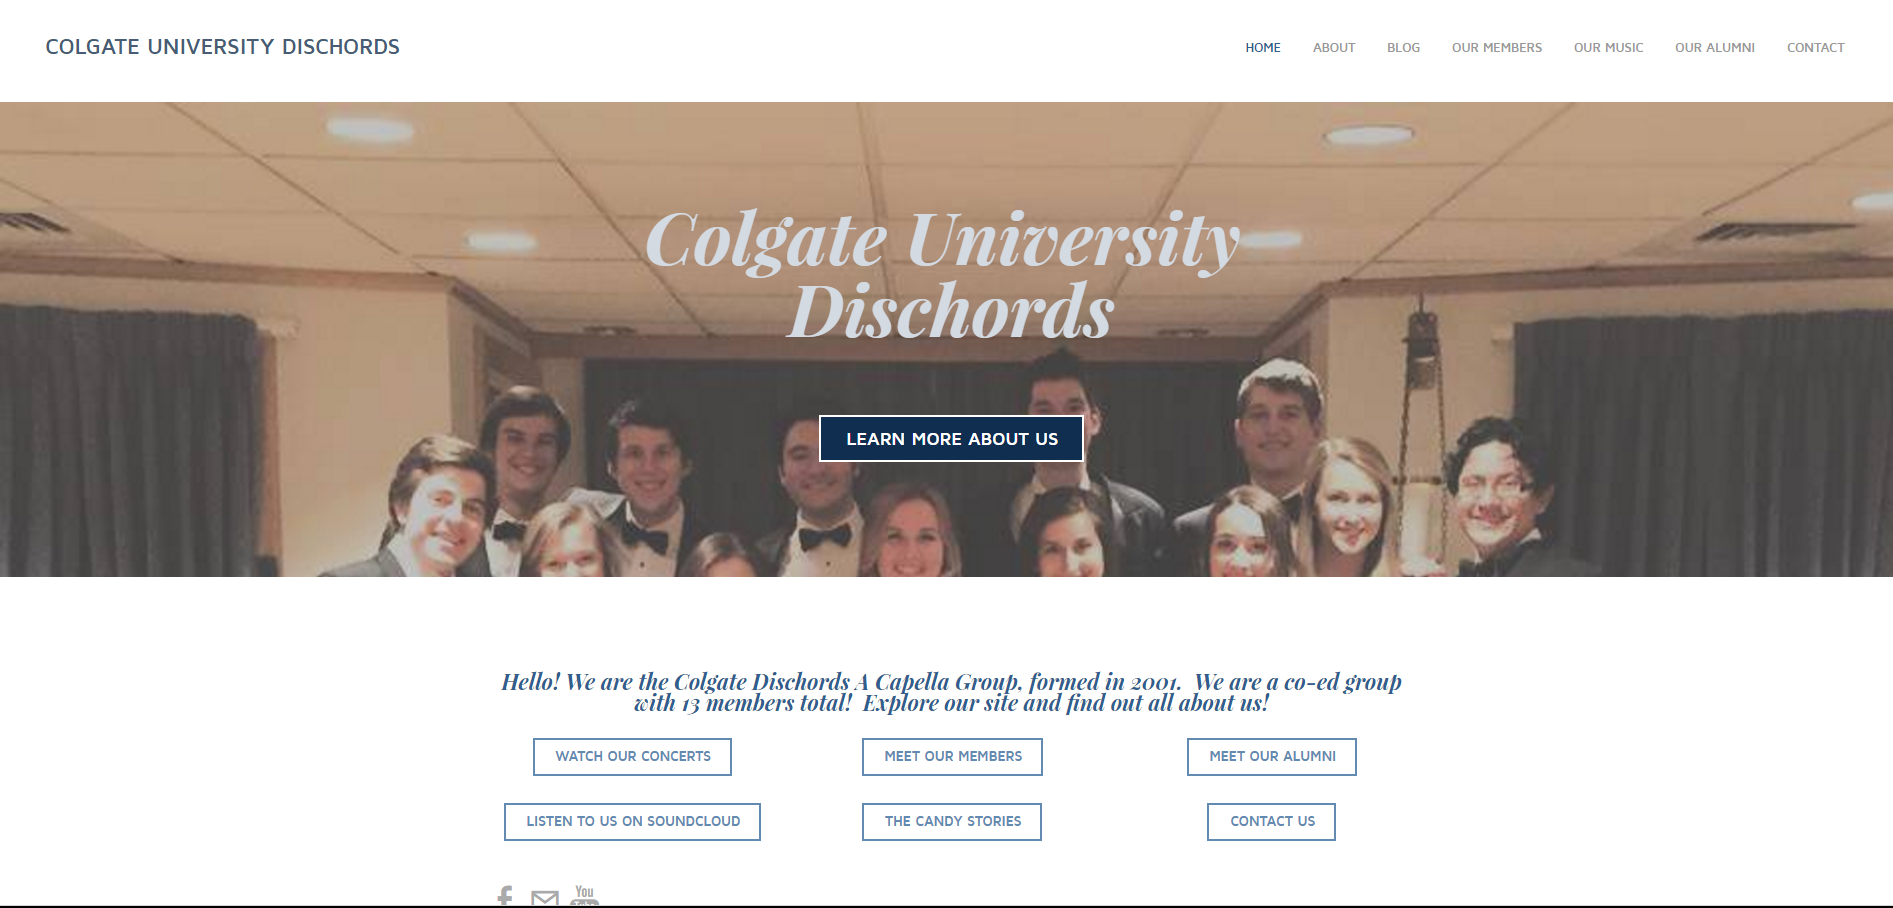 COLGATE UNIVERSITY DISCHORDS
HOME ABOUT BLOG OUR MEMBERS OUR MUSIC OUR ALUMNI CONTACT
Colgate University
Dischords
LEARN MORE ABOUT US
Hello! We are the Colgate Dischords A Capella Group, formed in 2001. We are a co-ed group
with 13 members total! Explore our site and find out all about us!
WATCH OUR CONCERTS MEET OUR MEMBERS MEET OUR ALUMNI
LISTEN TO US ON SOUNDCLOUD THE CANDY STORIES CONTACT US
You